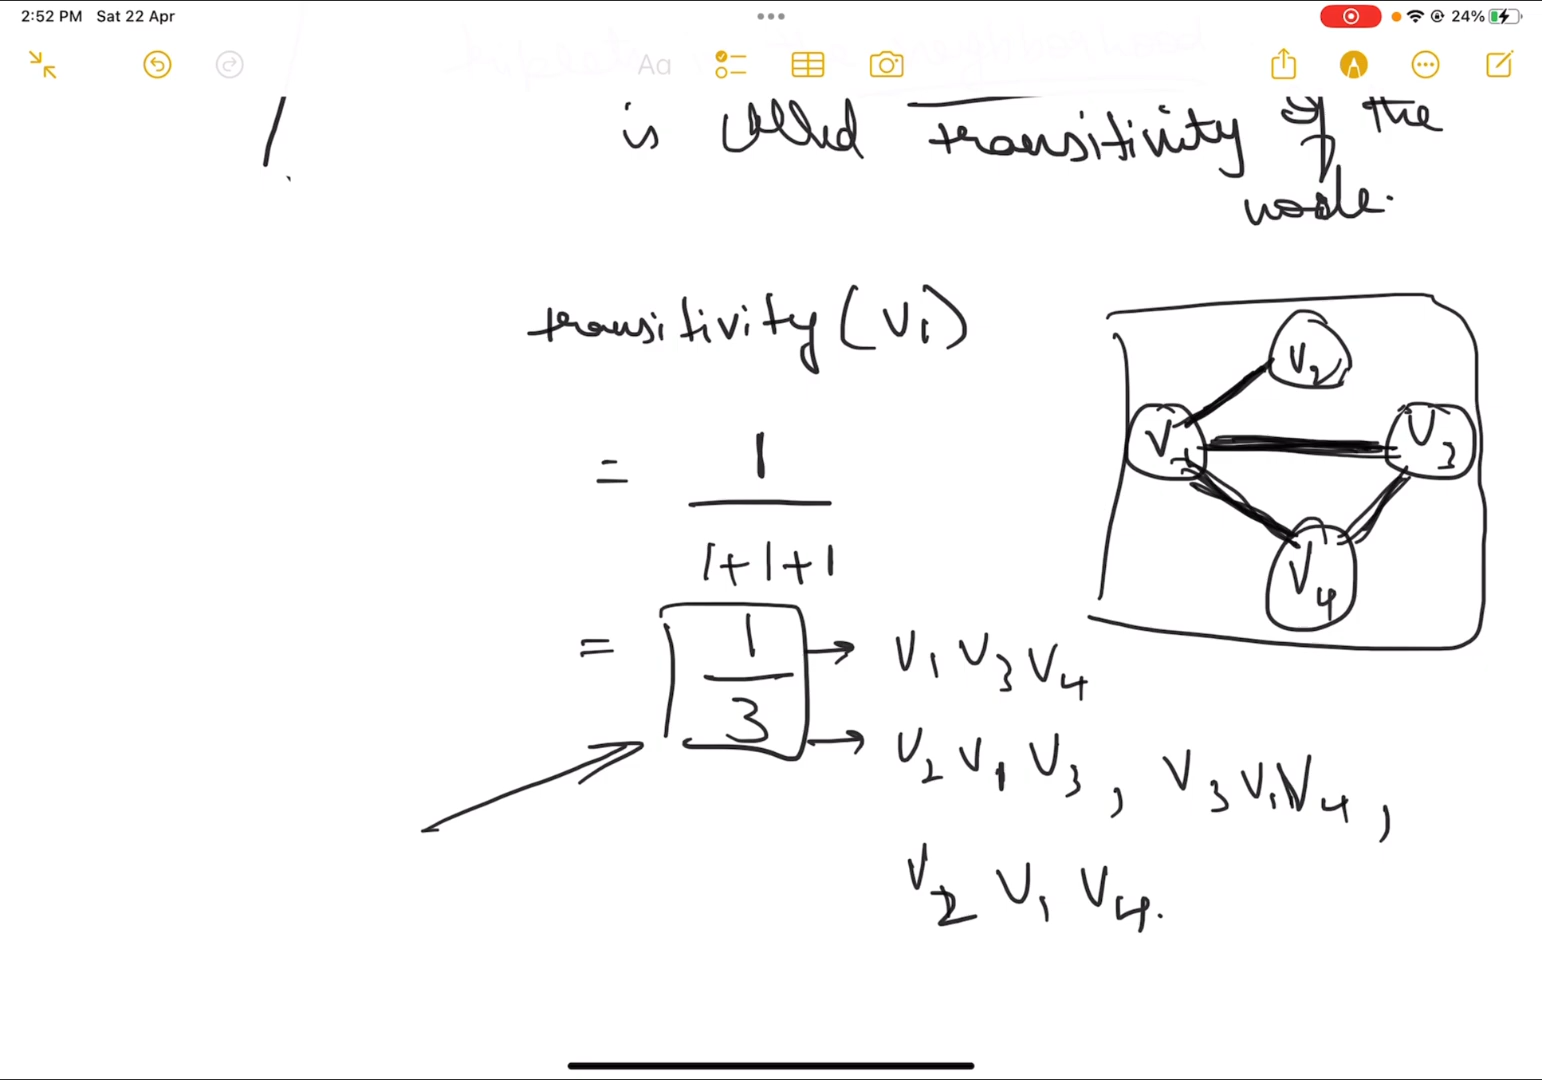 2:52 PM Sat 22 Apr
24%
Aa
is called transitivity of the
node.
transitivity (V1)
= 1
1+1+1
= 1
3
→ V1 V3 V4
→ V2 V1 V3, V3 V1 V4,
V2 V1 V4.
V2
V1
V3
V4